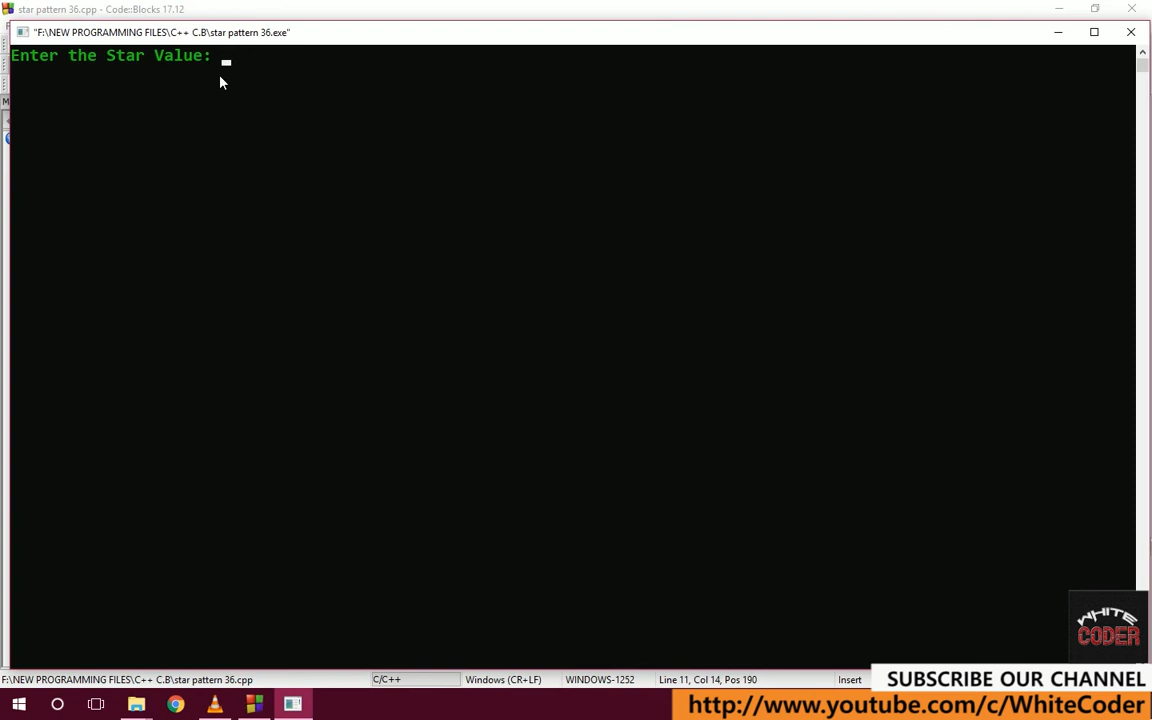 star pattern 36.cpp - Code::Blocks 17.12
"F:\NEW PROGRAMMING FILES\C++ C.B\star pattern 36.exe"
Enter the Star Value:
WHITE
CODER
F:\NEW PROGRAMMING FILES\C++ C.B\star pattern 36.cpp
C/C++
Windows (CR+LF)
WINDOWS-1252
Line 11, Col 14, Pos 190
Insert
SUBSCRIBE OUR CHANNEL
http://www.youtube.com/c/WhiteCoder